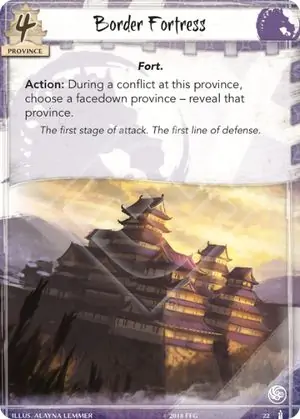 4
Border Fortress
PROVINCE
Fort.
Action: During a conflict at this province,
choose a facedown province – reveal that
province.
The first stage of attack. The first line of defense.
ILLUS. ALAYNA LEMMER
© 2018 FFG
22